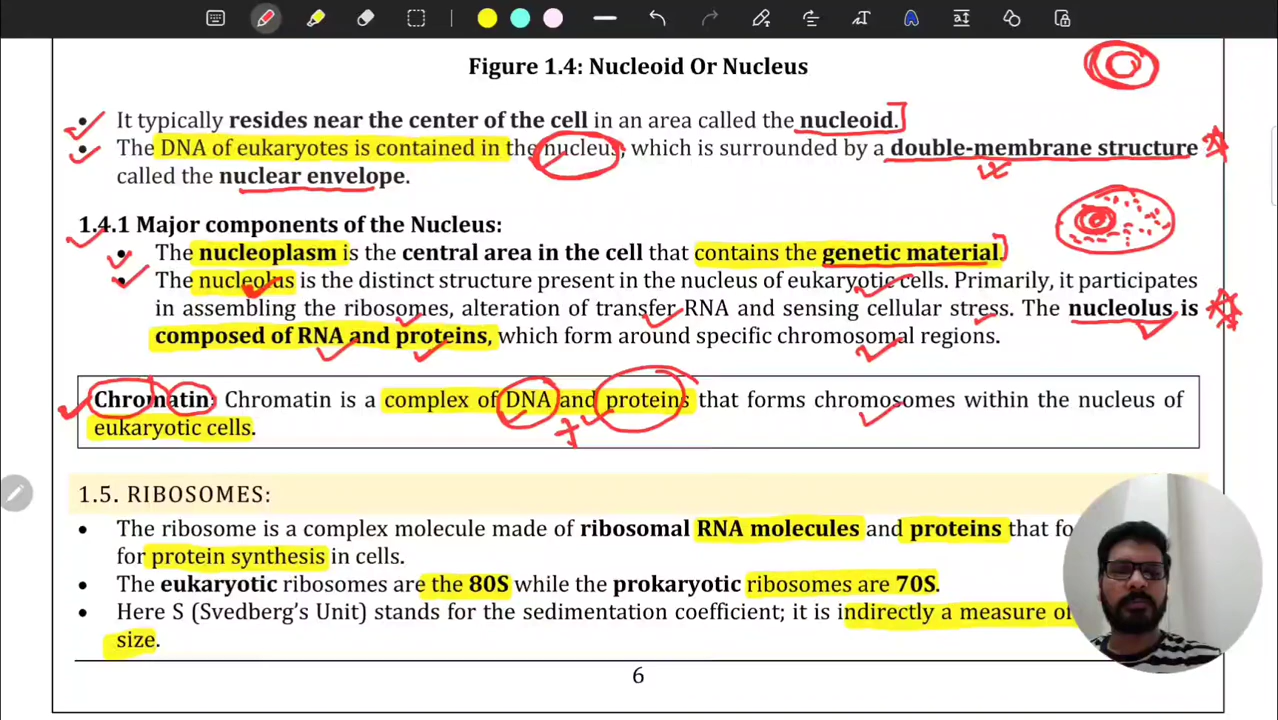 Figure 1.4: Nucleoid Or Nucleus
• It typically resides near the center of the cell in an area called the nucleoid.
• The DNA of eukaryotes is contained in the nucleus, which is surrounded by a double-membrane structure
called the nuclear envelope.
1.4.1 Major components of the Nucleus:
• The nucleoplasm is the central area in the cell that contains the genetic material.
• The nucleolus is the distinct structure present in the nucleus of eukaryotic cells. Primarily, it participates
in assembling the ribosomes, alteration of transfer RNA and sensing cellular stress. The nucleolus is
composed of RNA and proteins, which form around specific chromosomal regions.
Chromatin: Chromatin is a complex of DNA and proteins that forms chromosomes within the nucleus of
eukaryotic cells.
1.5. RIBOSOMES:
• The ribosome is a complex molecule made of ribosomal RNA molecules and proteins that
for protein synthesis in cells.
• The eukaryotic ribosomes are the 80S while the prokaryotic ribosomes are 70S.
• Here S (Svedberg's Unit) stands for the sedimentation coefficient; it is indirectly a measure of
size.
6